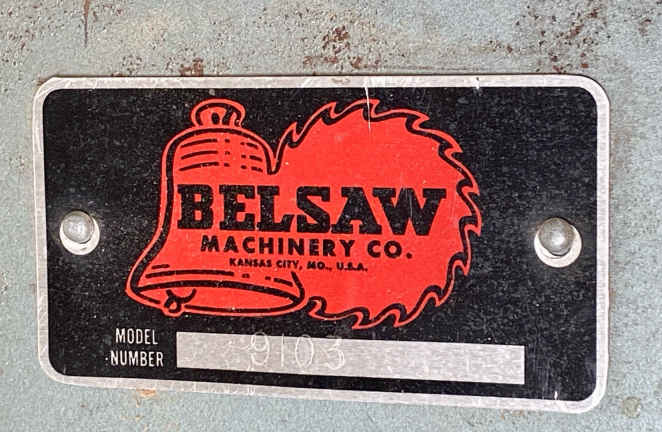 BELSAW
MACHINERY CO.
KANSAS CITY, MO., U.S.A.
MODEL
NUMBER
9103